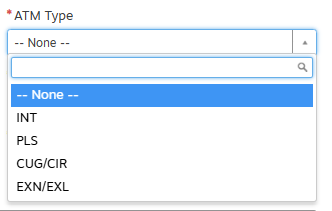 * ATM Type
-- None --
-- None --
INT
PLS
CUG/CIR
EXN/EXL